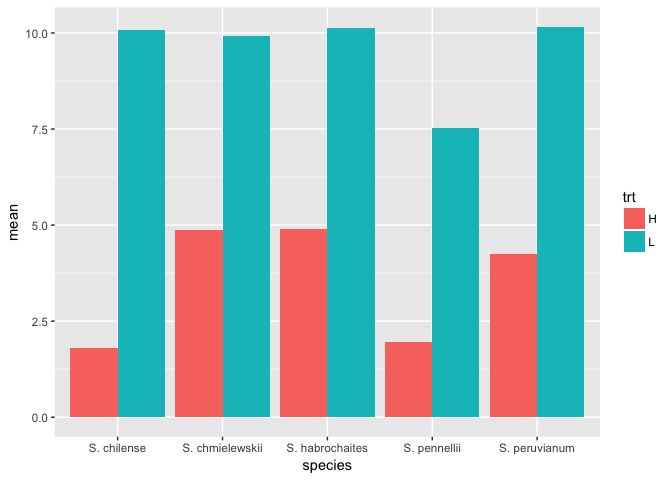 10.0
7.5
5.0
2.5
0.0
mean
S. chilense S. chmielewskii S. habrochaites S. pennellii S. peruvianum
species
trt
H
L